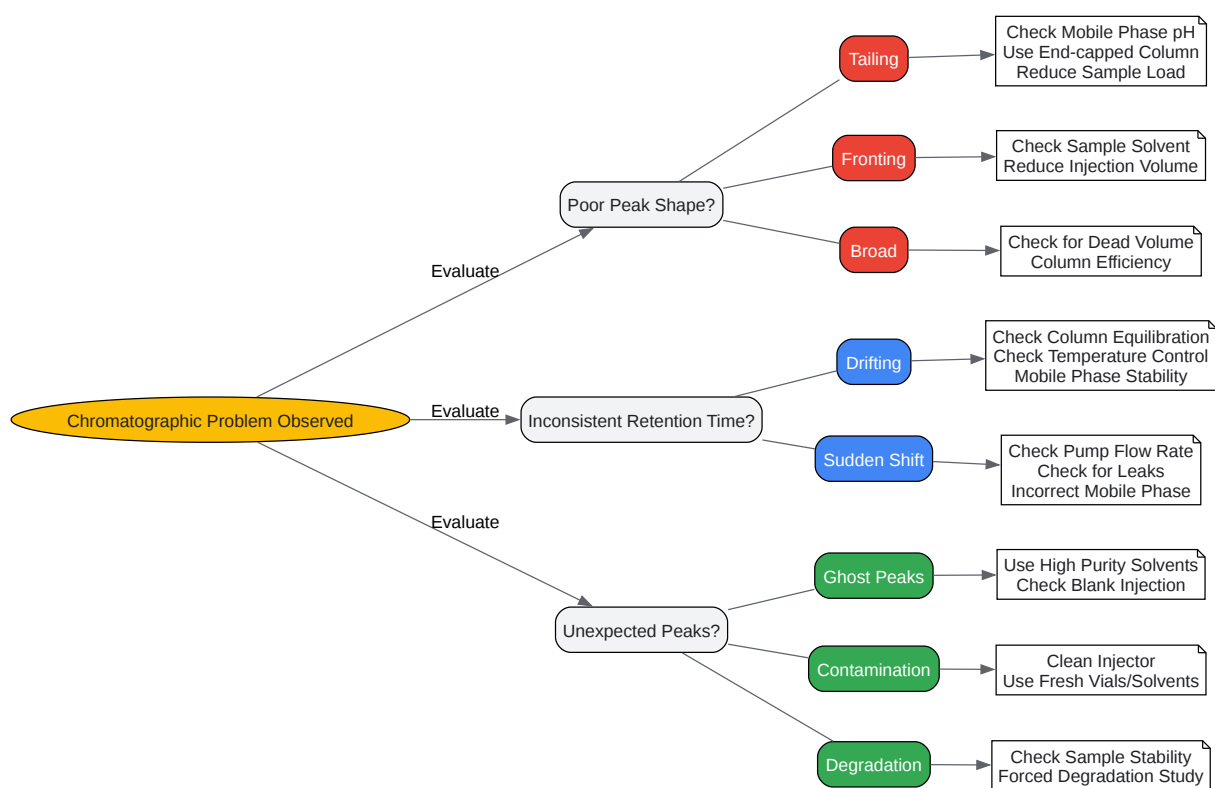 Chromatographic Problem Observed
Evaluate
Evaluate
Evaluate
Poor Peak Shape?
Tailing
Check Mobile Phase pH
Use End-capped Column
Reduce Sample Load
Fronting
Check Sample Solvent
Reduce Injection Volume
Broad
Check for Dead Volume
Column Efficiency
Inconsistent Retention Time?
Drifting
Check Column Equilibration
Check Temperature Control
Mobile Phase Stability
Sudden Shift
Check Pump Flow Rate
Check for Leaks
Incorrect Mobile Phase
Unexpected Peaks?
Ghost Peaks
Use High Purity Solvents
Check Blank Injection
Contamination
Clean Injector
Use Fresh Vials/Solvents
Degradation
Check Sample Stability
Forced Degradation Study